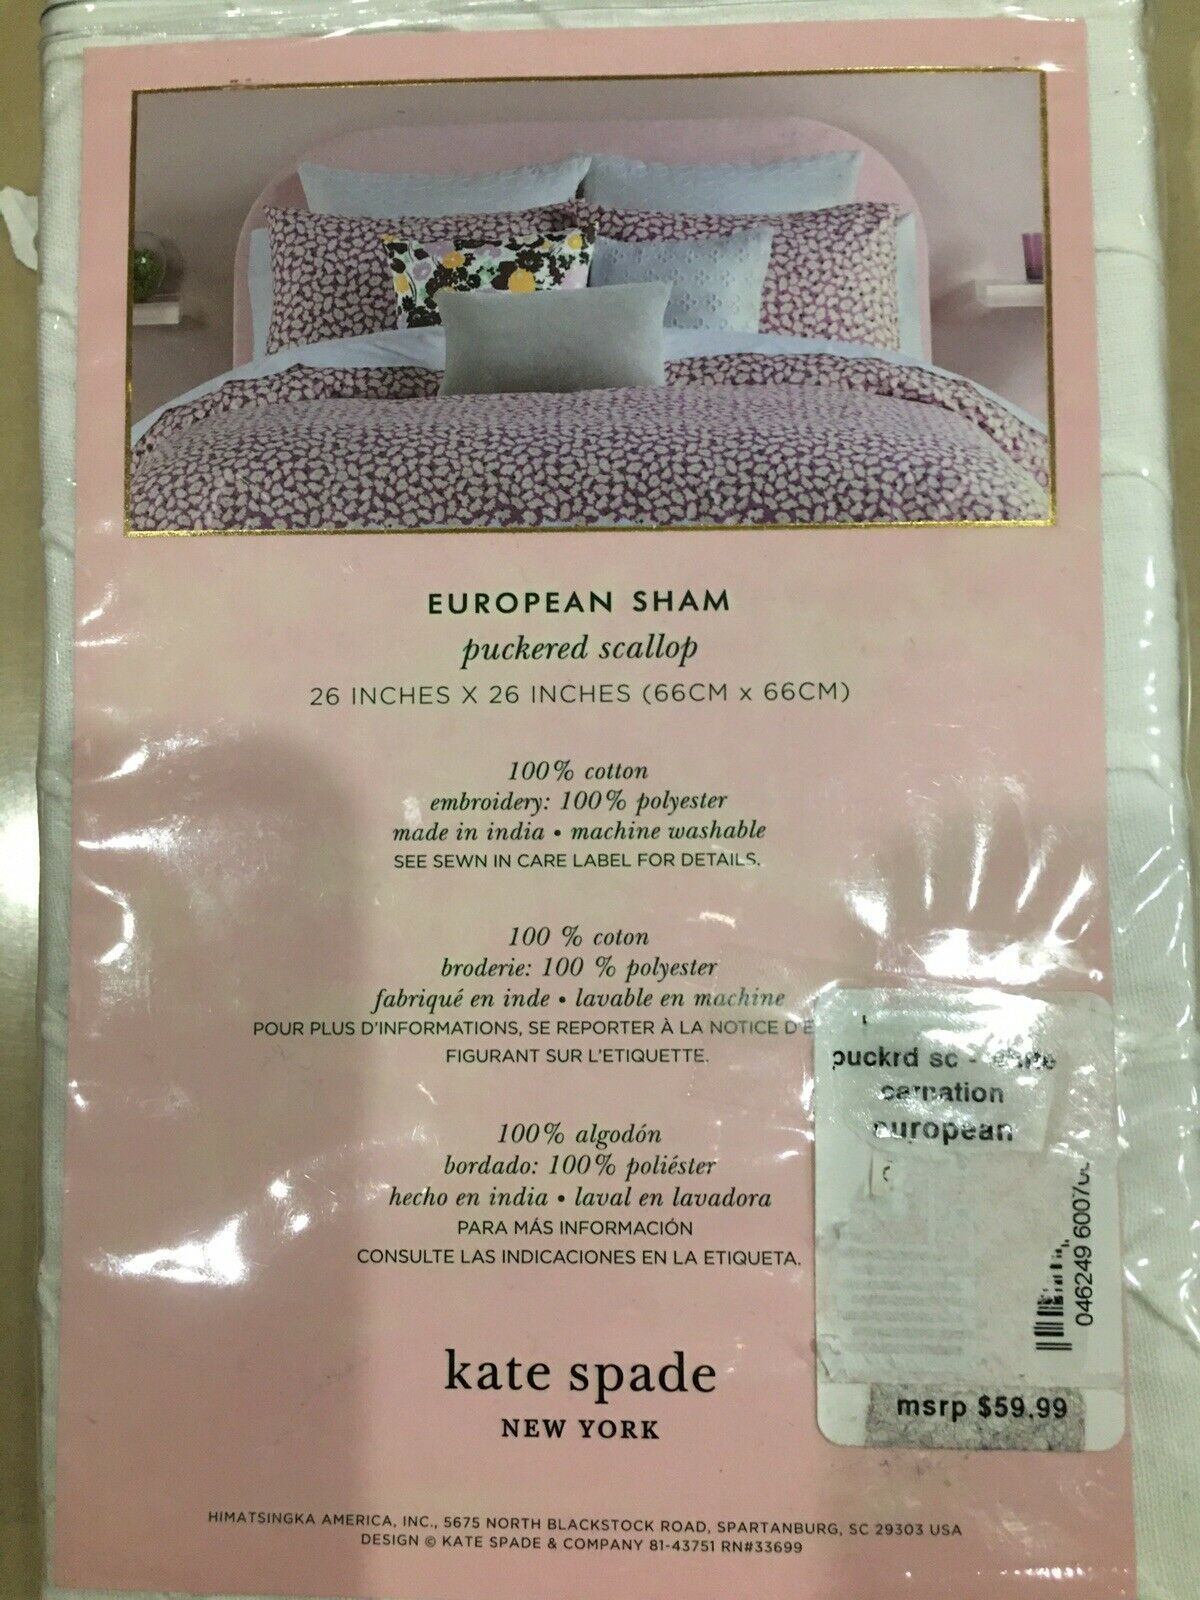 EUROPEAN SHAM
puckered scallop
26 INCHES X 26 INCHES (66CM x 66CM)
100% cotton
embroidery: 100% polyester
made in india • machine washable
SEE SEWN IN CARE LABEL FOR DETAILS.
100 % coton
broderie: 100 % polyester
fabriqué en inde • lavable en machine
POUR PLUS D'INFORMATIONS, SE REPORTER À LA NOTICE
FIGURANT SUR L'ETIQUETTE.
100% algodón
bordado: 100% poliéster
hecho en india • laval en lavadora
PARA MÁS INFORMACIÓN
CONSULTE LAS INDICACIONES EN LA ETIQUETA.
puckrd sc -
carnation
european
046249
msrp $59.99
kate spade
NEW YORK
HIMATSINGKA AMERICA, INC., 5675 NORTH BLACKSTOCK ROAD, SPARTANBURG, SC 29303 USA
DESIGN © KATE SPADE & COMPANY 81-43751 RN#33699